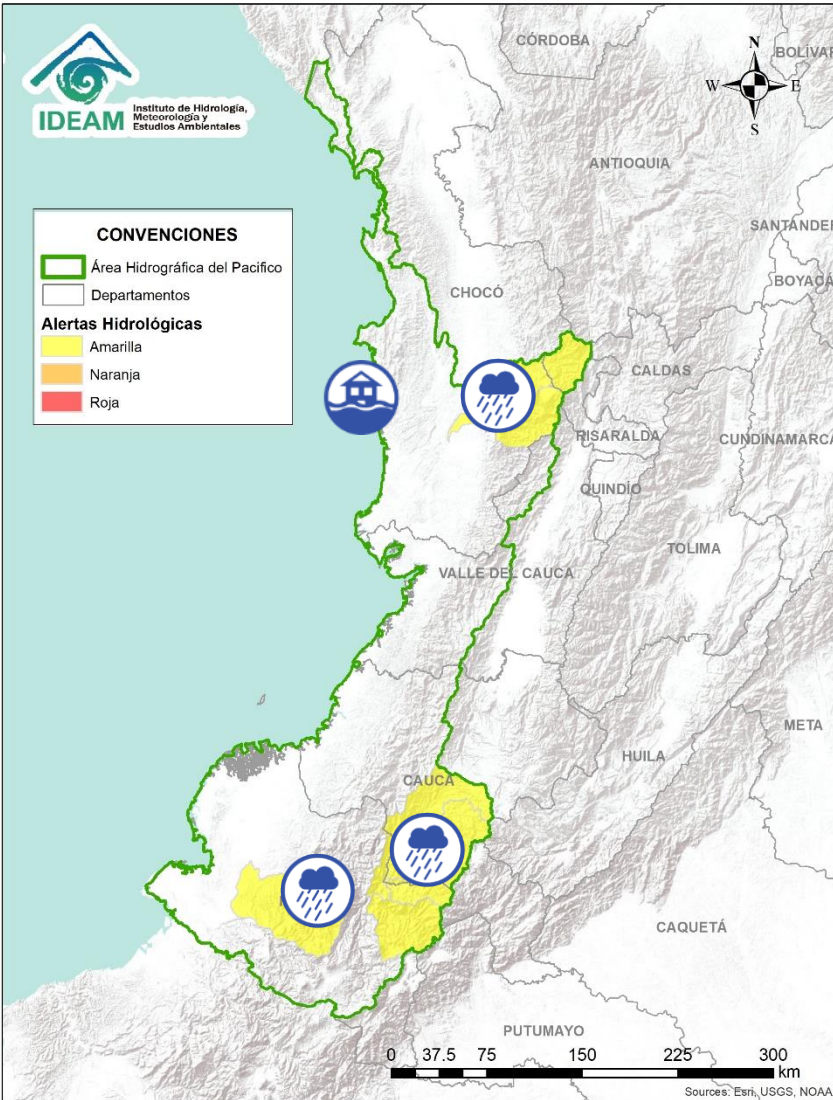 IDEAM
Instituto de Hidrología,
Meteorología y
Estudios Ambientales
CÓRDOBA
BOLÍVAR
N
W
E
S
ANTIOQUIA
SANTANDER
BOYACÁ
CONVENCIONES
Área Hidrográfica del Pacifico
Departamentos
Alertas Hidrológicas
Amarilla
Naranja
Roja
CHOCÓ
CALDAS
RISARALDA
CUNDINAMARCA
QUINDÍO
TOLIMA
VALLE DEL CAUCA
META
HUILA
CAUCA
CAQUETÁ
PUTUMAYO
0 37.5 75 150 225 300
km
Sources: Esri, USGS, NOAA